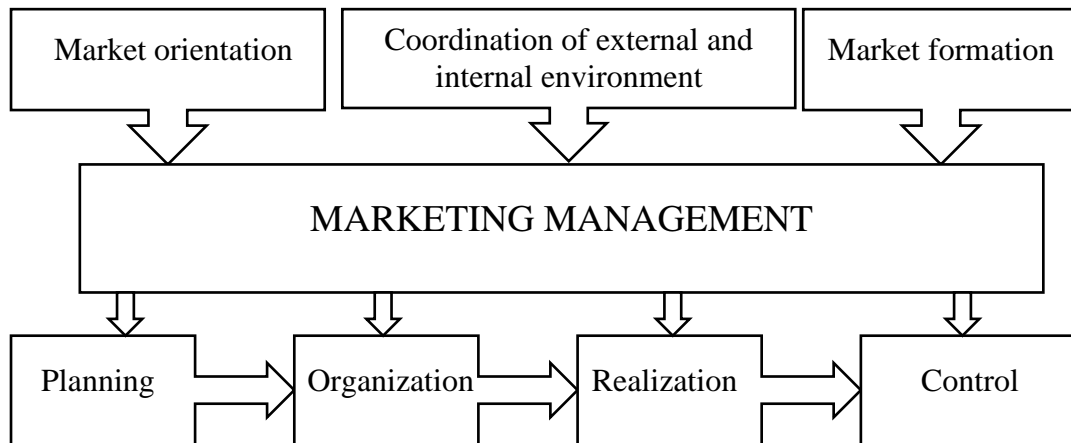 Market orientation
Coordination of external and
internal environment
Market formation
MARKETING MANAGEMENT
Planning
Organization
Realization
Control